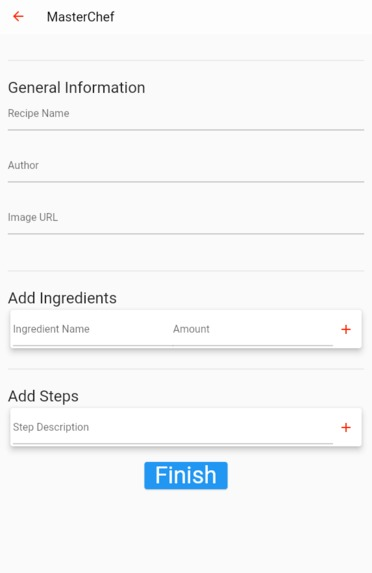 MasterChef
General Information
Recipe Name
Author
Image URL
Add Ingredients
Ingredient Name Amount
Add Steps
Step Description
Finish